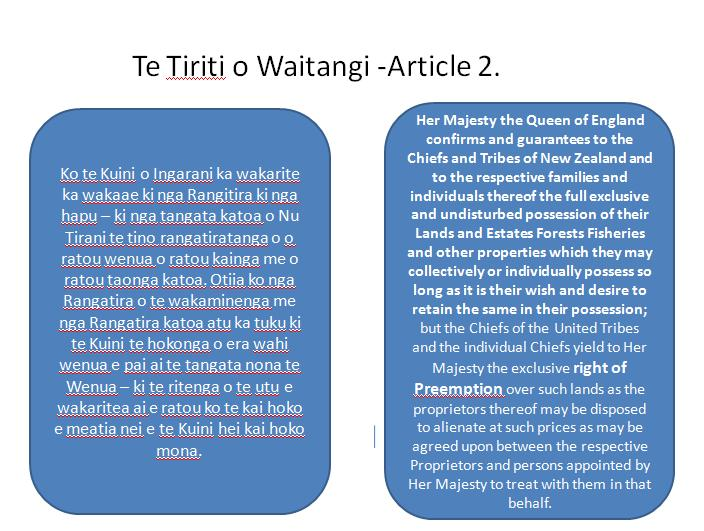 Te Tiriti o Waitangi -Article 2.
Ko te Kuini o Ingarani ka wakarite
ka wakaae ki nga Rangitira ki nga
hapu – ki nga tangata katoa o Nu
Tirani te tino rangatiratanga o o
ratou wenua o ratou kainga me o
ratou taonga katoa. Otiia ko nga
Rangatira o te wakaminenga me
nga Rangatira katoa atu ka tuku ki
te Kuini te hokonga o era wahi
wenua e pai ai te tangata nona te
Wenua – ki te ritenga o te utu e
wakaritea ai e ratou ko te kai hoko
e meatia nei e te Kuini hei kai hoko
mona.
Her Majesty the Queen of England
confirms and guarantees to the
Chiefs and Tribes of New Zealand and
to the respective families and
individuals thereof the full exclusive
and undisturbed possession of their
Lands and Estates Forests Fisheries
and other properties which they may
collectively or individually possess so
long as it is their wish and desire to
retain the same in their possession;
but the Chiefs of the United Tribes
and the individual Chiefs yield to Her
Majesty the exclusive right of
Preemption over such lands as the
proprietors thereof may be disposed
to alienate at such prices as may be
agreed upon between the respective
Proprietors and persons appointed by
Her Majesty to treat with them in that
behalf.